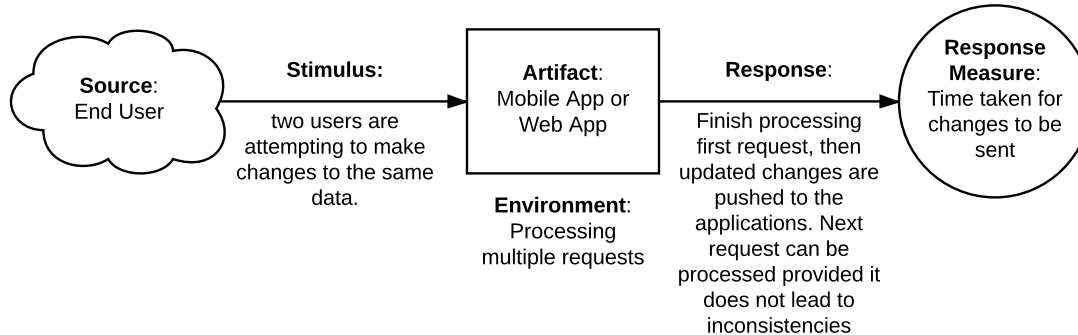 Source:
End User
Stimulus:
two users are
attempting to make
changes to the same
data.
Artifact:
Mobile App or
Web App
Environment:
Processing
multiple requests
Response:
Finish processing
first request, then
updated changes are
pushed to the
applications. Next
request can be
processed provided it
does not lead to
inconsistencies
Response
Measure:
Time taken for
changes to be
sent